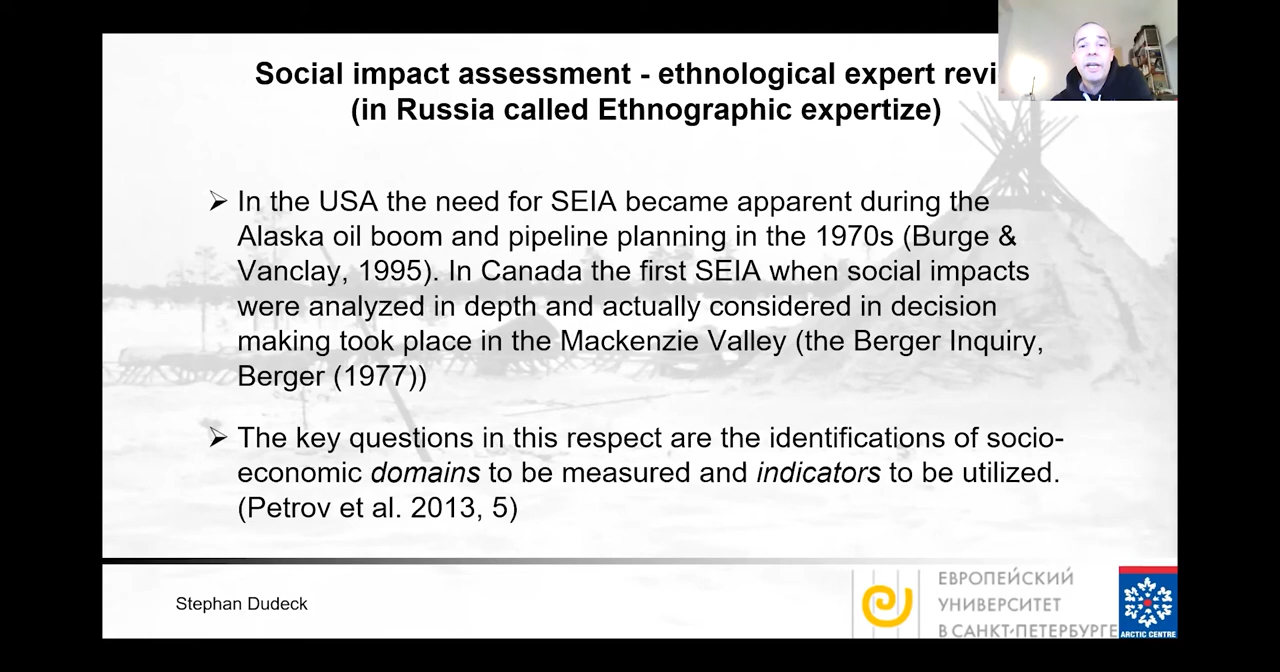 Social impact assessment - ethnological expert revi
(in Russia called Ethnographic expertize)
➢ In the USA the need for SEIA became apparent during the
Alaska oil boom and pipeline planning in the 1970s (Burge &
Vanclay, 1995). In Canada the first SEIA when social impacts
were analyzed in depth and actually considered in decision
making took place in the Mackenzie Valley (the Berger Inquiry,
Berger (1977))
➢ The key questions in this respect are the identifications of socio-
economic domains to be measured and indicators to be utilized.
(Petrov et al. 2013, 5)
Stephan Dudeck
ЕВРОПЕЙСКИЙ
УНИВЕРСИТЕТ
В САНКТ-ПЕТЕРБУРГЕ
ARCTIC CENTRE